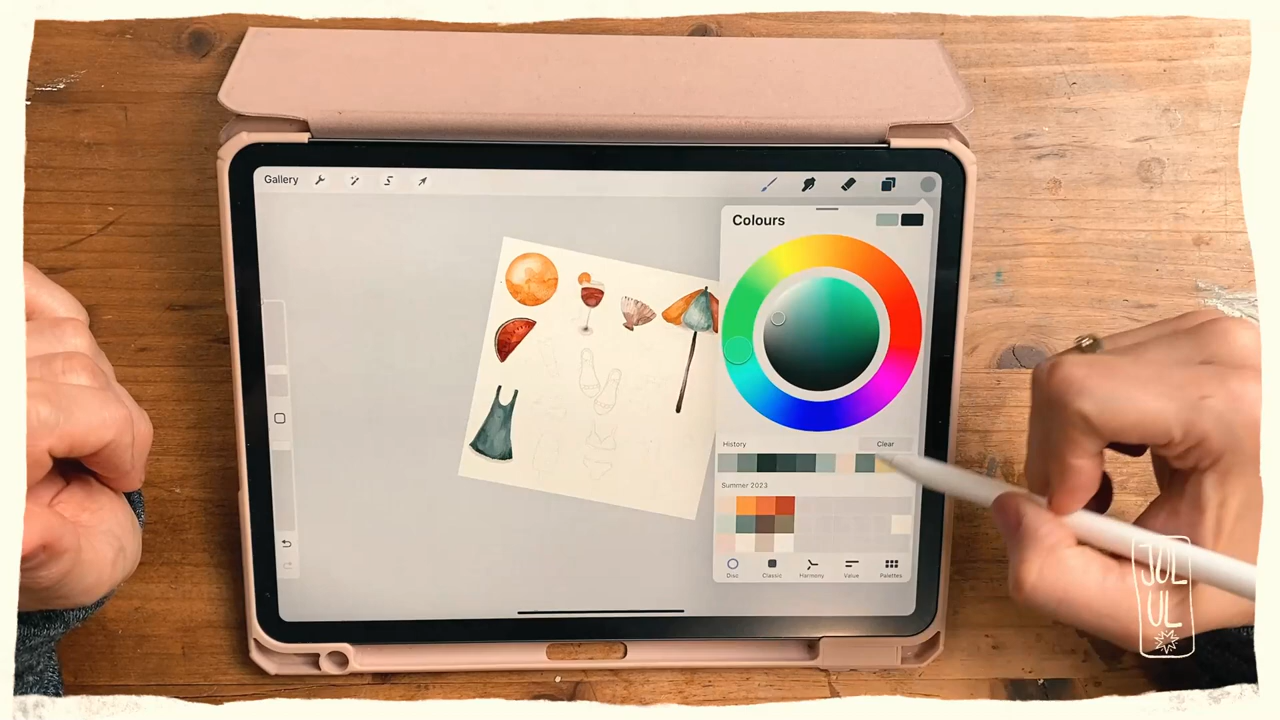 Gallery
Colours
History
Clear
Summer 2023
Disc
Classic
Harmony
Value
Palettes
JUL
UL